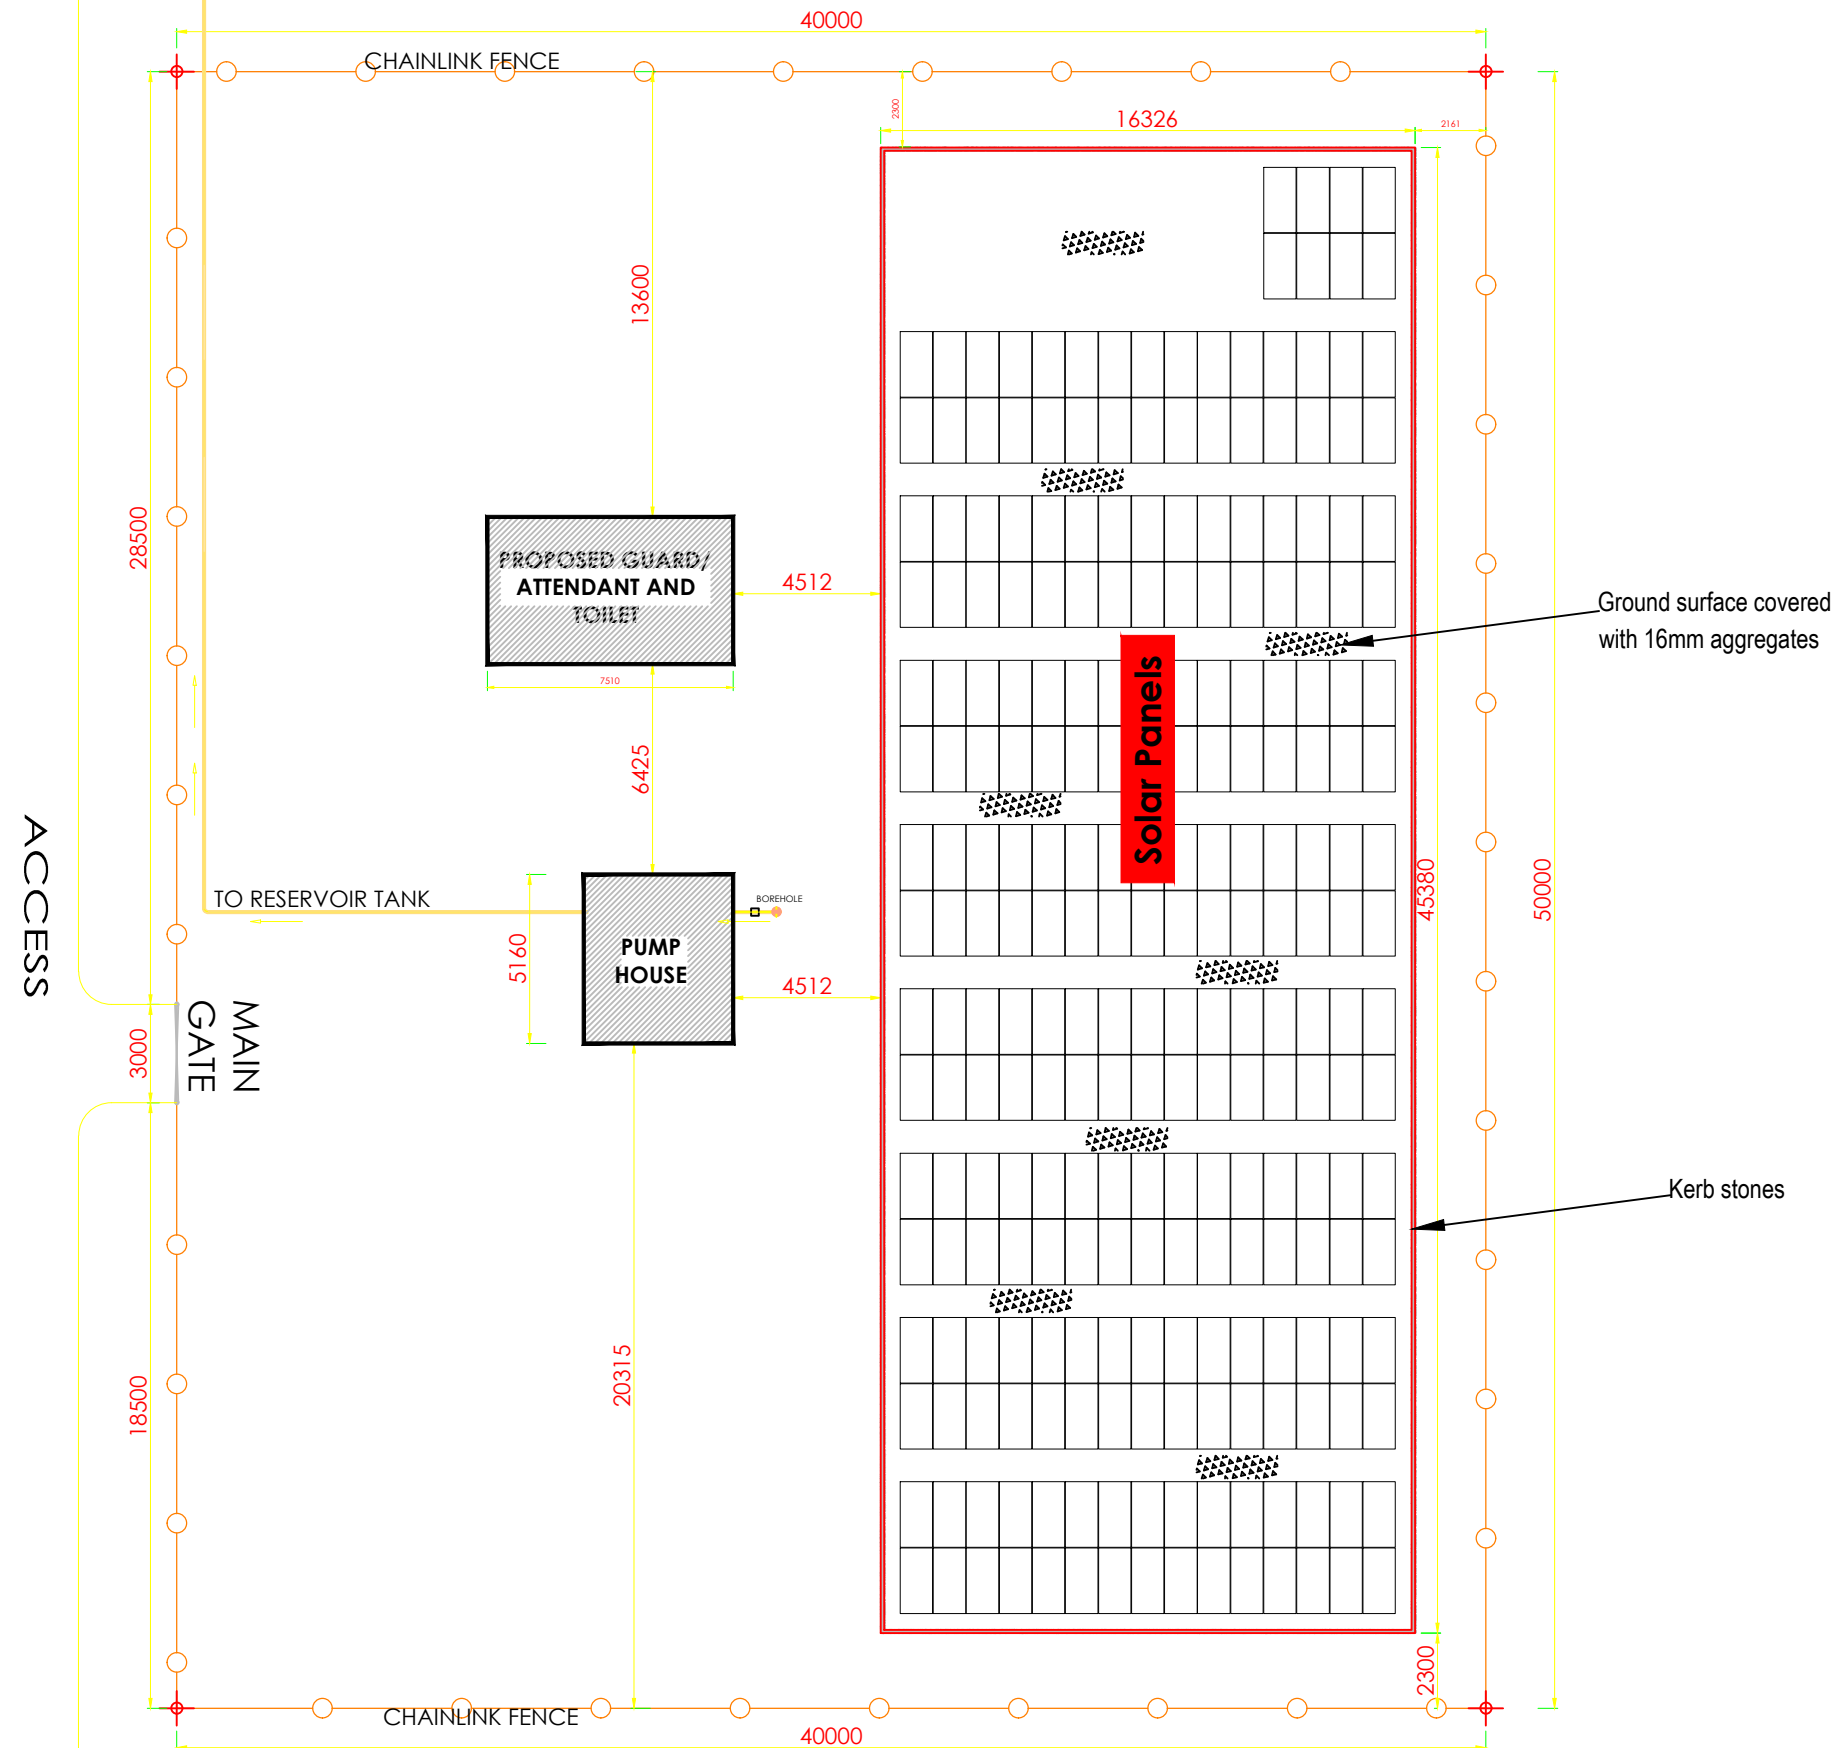 40000
CHAINLINK FENCE
2300
16326
2161
13600
28500
PROPOSED GUARD/
ATTENDANT AND
TOILET
4512
7510
Ground surface covered
with 16mm aggregates
Solar Panels
6425
ACCESS
TO RESERVOIR TANK
BOREHOLE
45380
50000
5160
PUMP
HOUSE
4512
MAIN
GATE
3000
Kerb stones
20315
18500
2300
CHAINLINK FENCE
40000